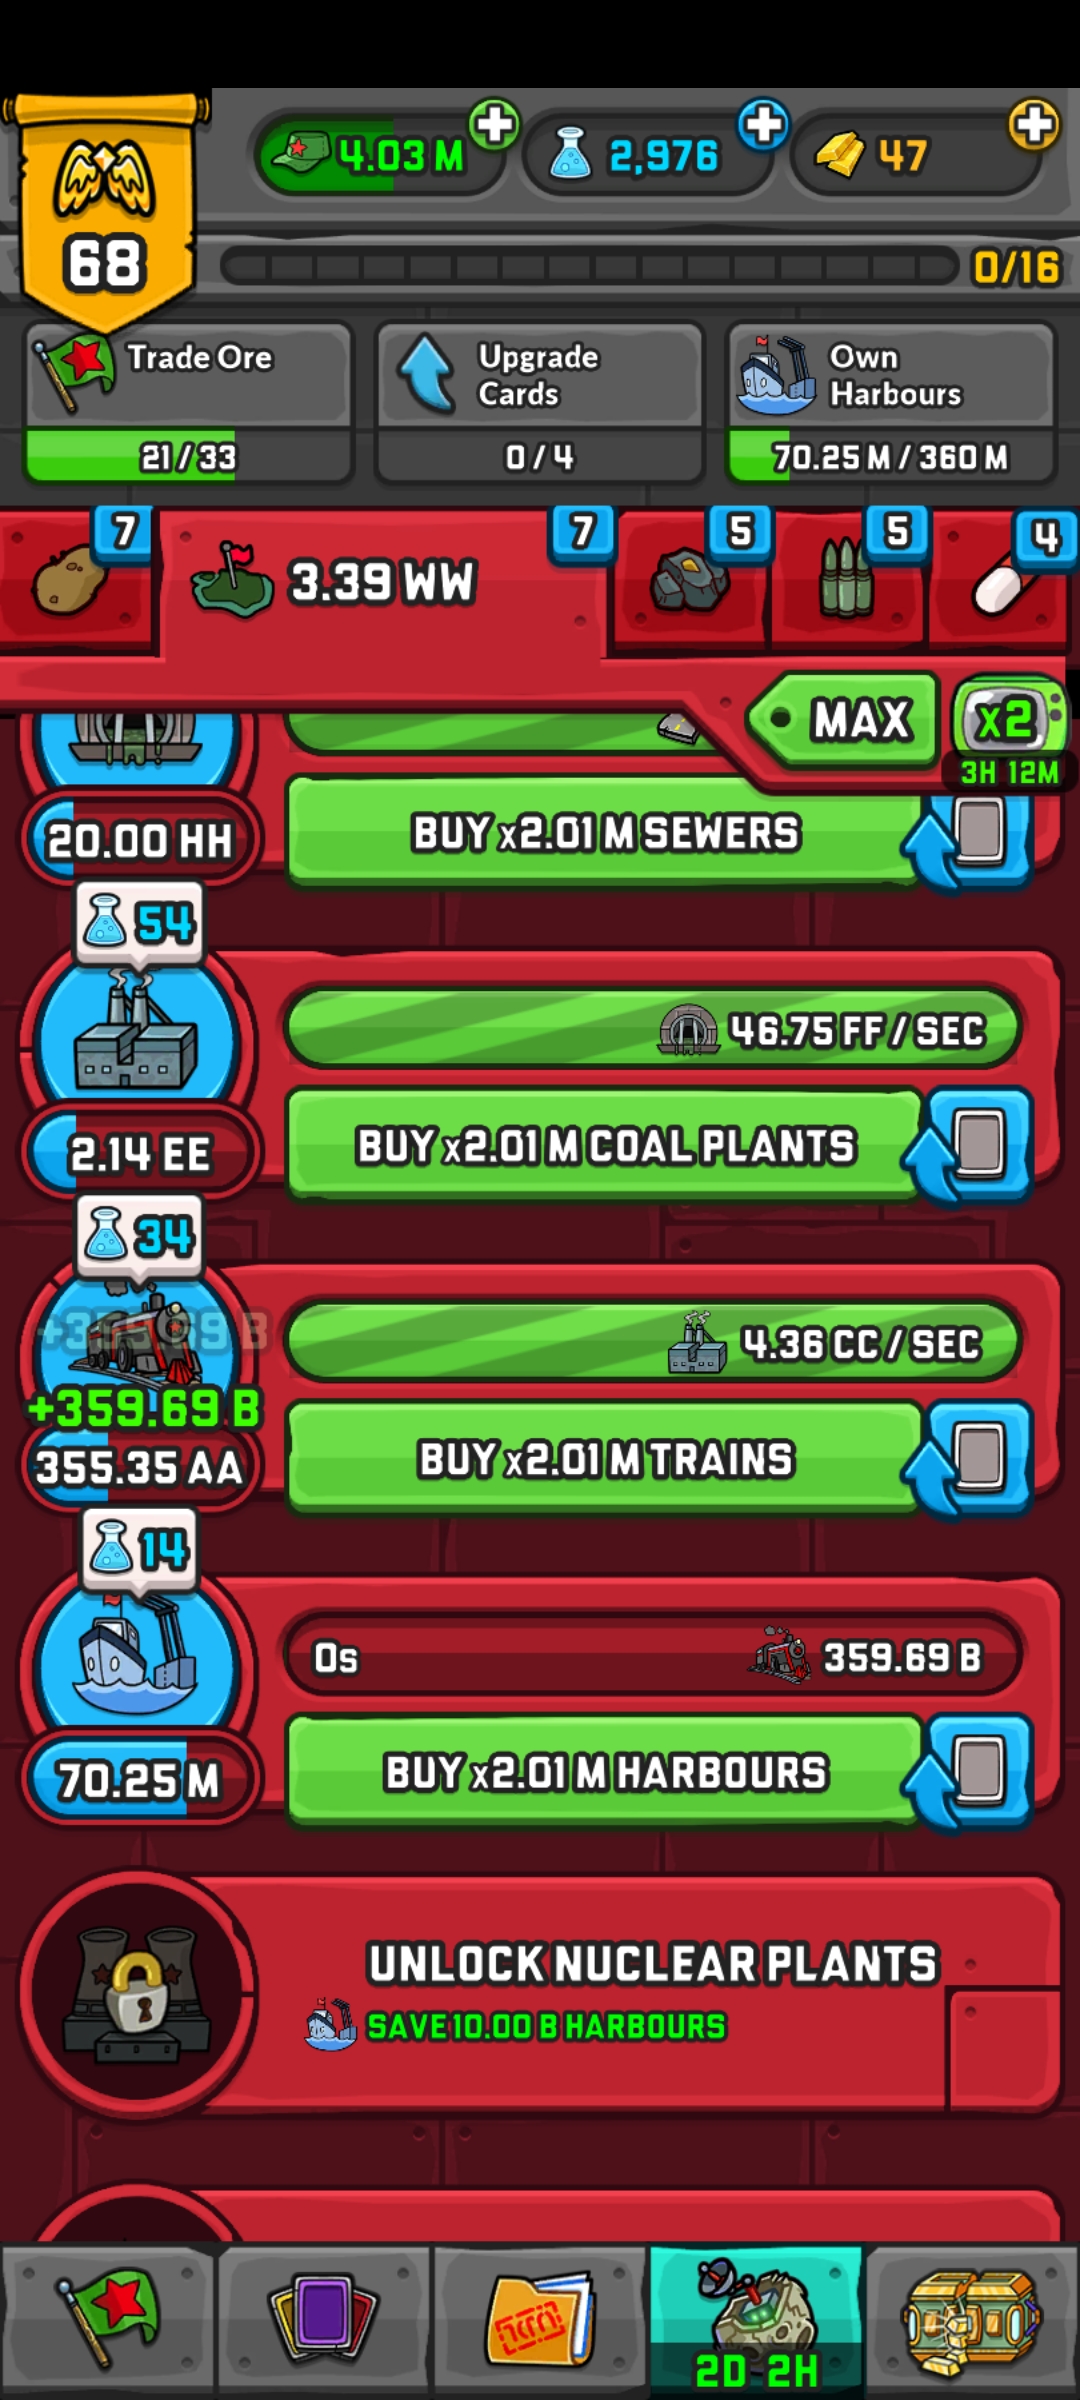 4.03 M
2,976
47
68
0/16
Trade Ore
Upgrade
Cards
Own
Harbours
21 / 33
0 / 4
70.25 M / 360 M
7
3.39 WW
7
5
5
4
MAX
x2
3H 12M
20.00 HH
BUY x2.01 M SEWERS
54
46.75 FF / SEC
2.14 EE
BUY x2.01 M COAL PLANTS
34
+359.69 B
4.36 CC / SEC
+359.69 B
355.35 AA
BUY x2.01 M TRAINS
14
0s
359.69 B
70.25 M
BUY x2.01 M HARBOURS
UNLOCK NUCLEAR PLANTS
SAVE 10.00 B HARBOURS
2D 2H